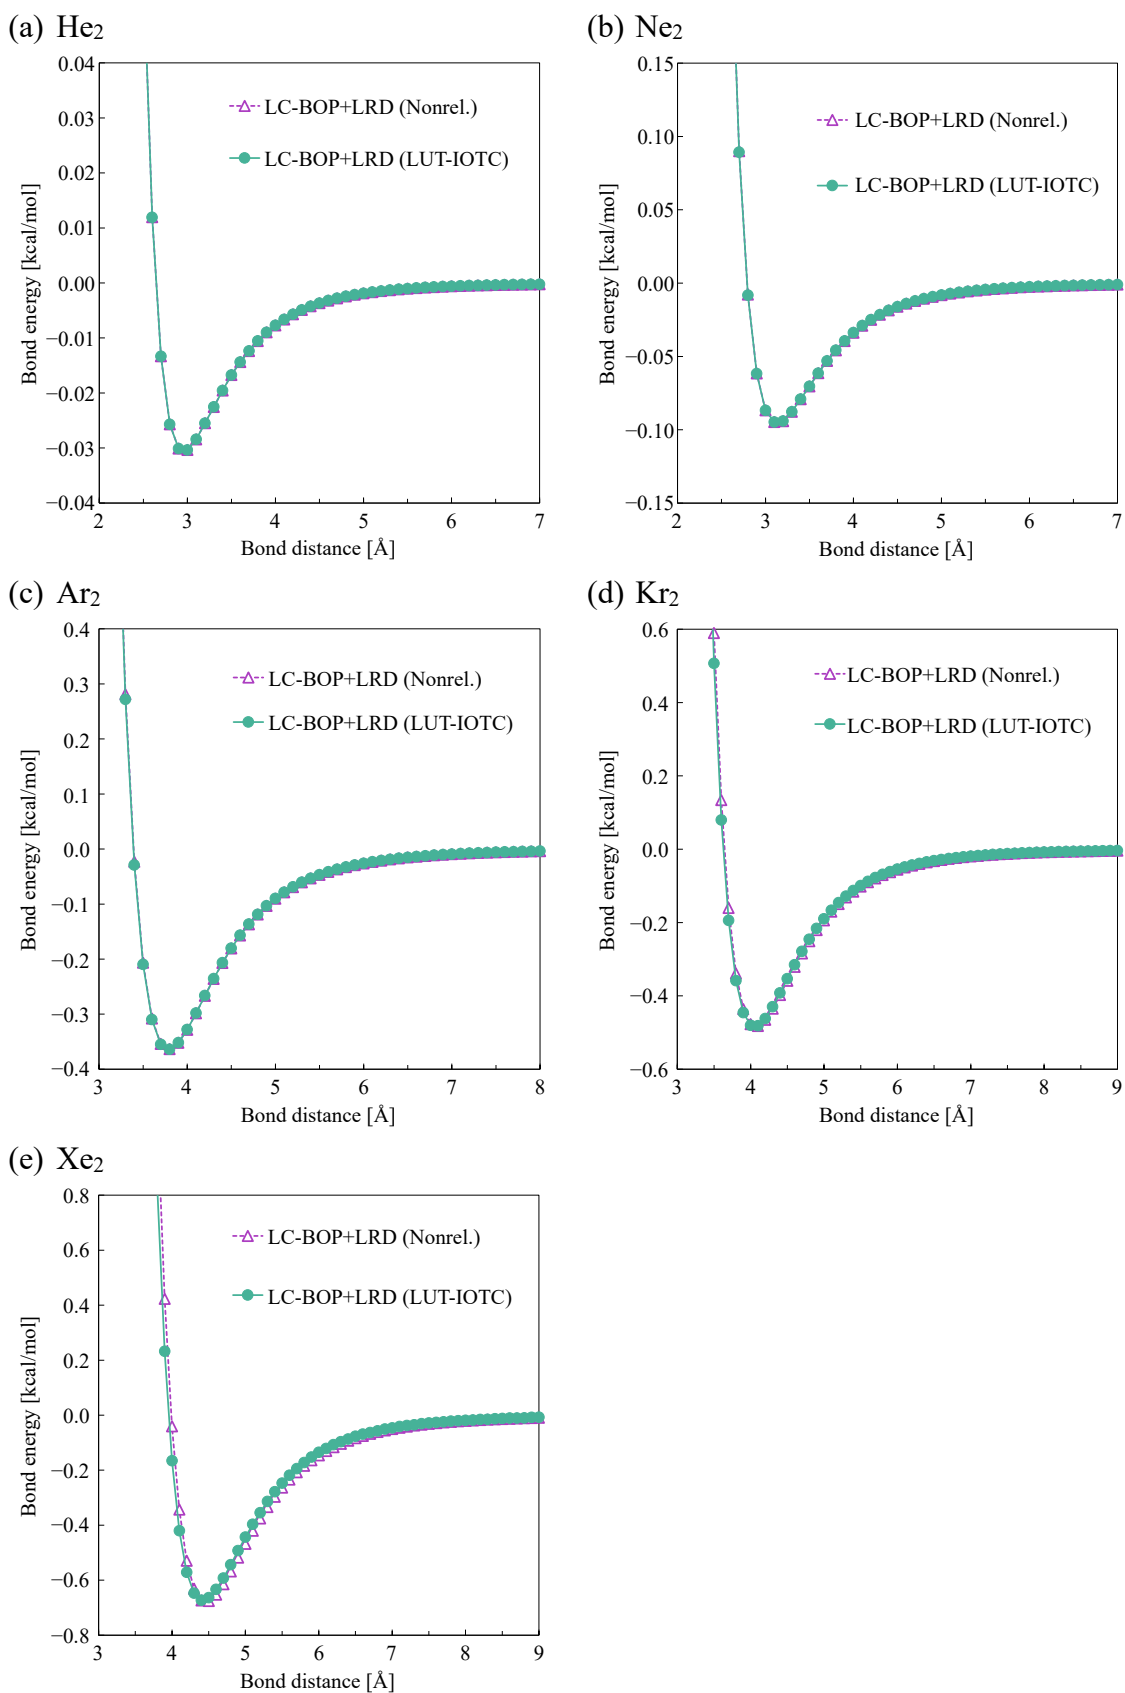 (a) He₂
0.04
0.03
0.02
0.01
0.00
−0.01
−0.02
−0.03
−0.04
Bond energy [kcal/mol]
LC-BOP+LRD (Nonrel.)
LC-BOP+LRD (LUT-IOTC)
2 3 4 5 6 7
Bond distance [Å]
(b) Ne₂
0.15
0.10
0.05
0.00
−0.05
−0.10
−0.15
Bond energy [kcal/mol]
LC-BOP+LRD (Nonrel.)
LC-BOP+LRD (LUT-IOTC)
2 3 4 5 6 7
Bond distance [Å]
(c) Ar₂
0.4
0.3
0.2
0.1
0.0
−0.1
−0.2
−0.3
−0.4
Bond energy [kcal/mol]
LC-BOP+LRD (Nonrel.)
LC-BOP+LRD (LUT-IOTC)
3 4 5 6 7 8
Bond distance [Å]
(d) Kr₂
0.6
0.4
0.2
0.0
−0.2
−0.4
−0.6
Bond energy [kcal/mol]
LC-BOP+LRD (Nonrel.)
LC-BOP+LRD (LUT-IOTC)
3 4 5 6 7 8 9
Bond distance [Å]
(e) Xe₂
0.8
0.6
0.4
0.2
0.0
−0.2
−0.4
−0.6
−0.8
Bond energy [kcal/mol]
LC-BOP+LRD (Nonrel.)
LC-BOP+LRD (LUT-IOTC)
3 4 5 6 7 8 9
Bond distance [Å]